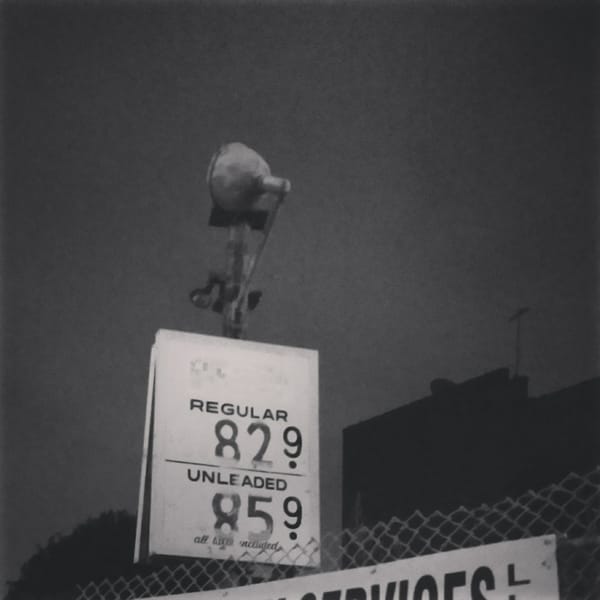 REGULAR
82 9
UNLEADED
85 9
all taxes included
SERVICES